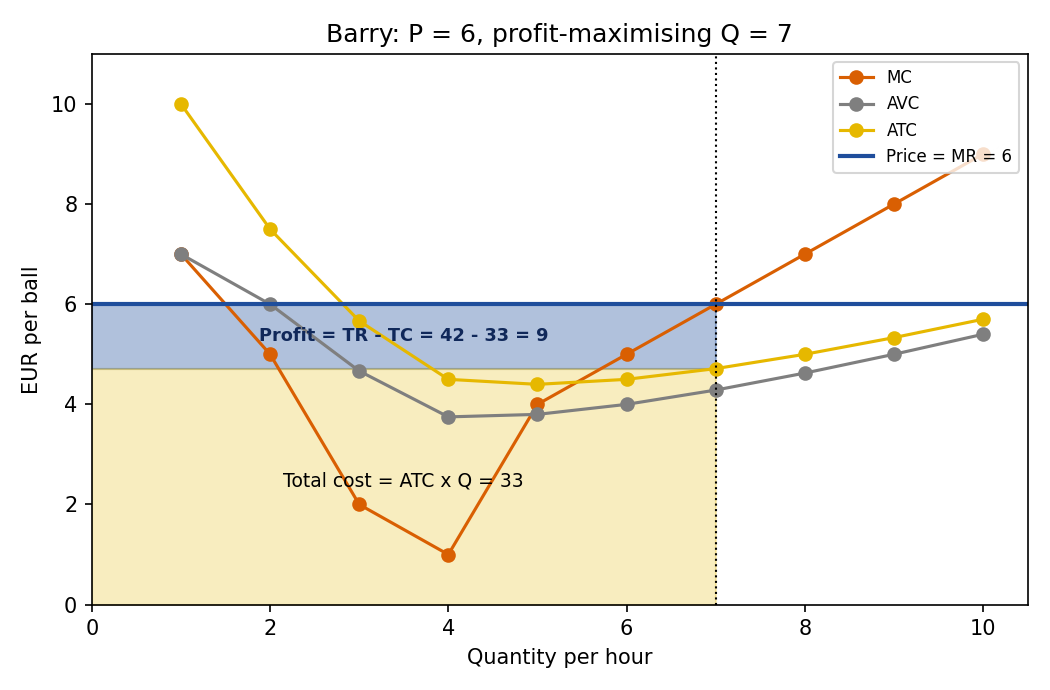 Barry: P = 6, profit-maximising Q = 7
MC
AVC
ATC
Price = MR = 6
EUR per ball
10
8
6
4
2
0
Profit = TR - TC = 42 - 33 = 9
Total cost = ATC x Q = 33
0 2 4 6 8 10
Quantity per hour